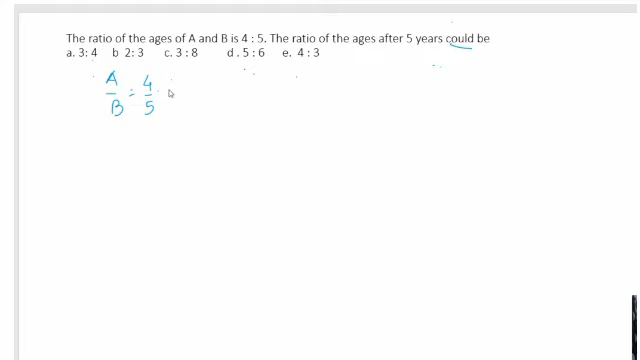 The ratio of the ages of A and B is 4 : 5. The ratio of the ages after 5 years could be
a. 3: 4 b 2: 3 c. 3 : 8 d . 5 : 6 e. 4 : 3
A/B = 4/5